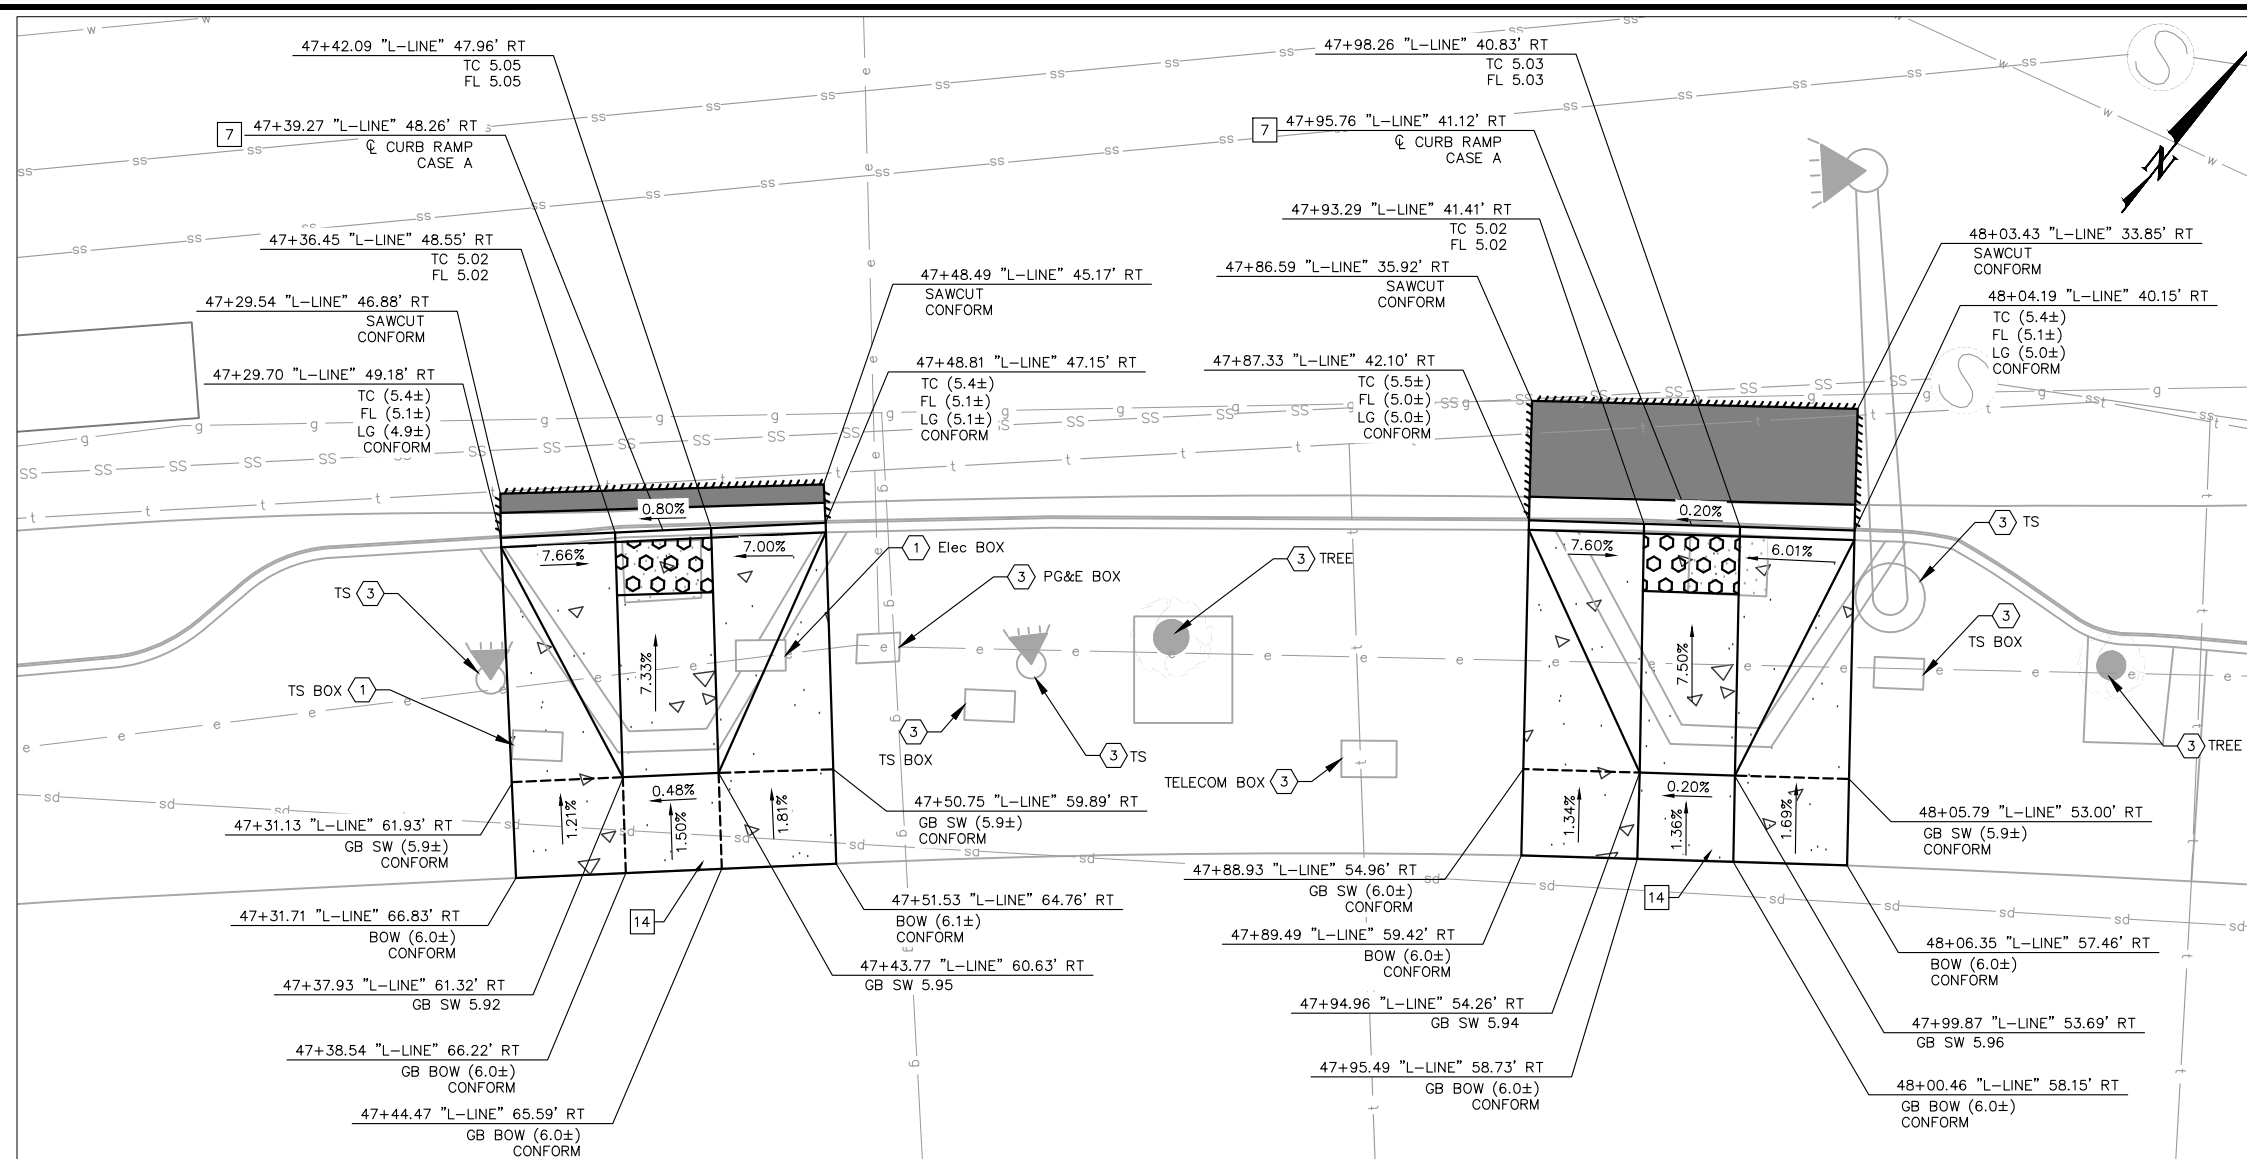 47+42.09 "L-LINE" 47.96' RT
TC 5.05
FL 5.05
7
47+39.27 "L-LINE" 48.26' RT
℄ CURB RAMP
CASE A
47+36.45 "L-LINE" 48.55' RT
TC 5.02
FL 5.02
47+29.54 "L-LINE" 46.88' RT
SAWCUT
CONFORM
47+29.70 "L-LINE" 49.18' RT
TC (5.4±)
FL (5.1±)
LG (4.9±)
CONFORM
47+48.49 "L-LINE" 45.17' RT
SAWCUT
CONFORM
47+48.81 "L-LINE" 47.15' RT
TC (5.4±)
FL (5.1±)
LG (5.1±)
CONFORM
47+98.26 "L-LINE" 40.83' RT
TC 5.03
FL 5.03
7
47+95.76 "L-LINE" 41.12' RT
℄ CURB RAMP
CASE A
47+93.29 "L-LINE" 41.41' RT
TC 5.02
FL 5.02
47+86.59 "L-LINE" 35.92' RT
SAWCUT
CONFORM
47+87.33 "L-LINE" 42.10' RT
TC (5.5±)
FL (5.0±)
LG (5.0±)
CONFORM
N
48+03.43 "L-LINE" 33.85' RT
SAWCUT
CONFORM
48+04.19 "L-LINE" 40.15' RT
TC (5.4±)
FL (5.1±)
LG (5.0±)
CONFORM
0.80%
7.66%
7.00%
7.33%
0.48%
1.21%
1.50%
1.81%
0.20%
7.60%
6.01%
7.50%
0.20%
1.34%
1.36%
1.69%
TS 3
TS BOX 1
1 Elec BOX
3 PG&E BOX
3 TREE
3
TS BOX
3 TS
TELECOM BOX 3
3 TS
3
TS BOX
3 TREE
47+31.13 "L-LINE" 61.93' RT
GB SW (5.9±)
CONFORM
47+31.71 "L-LINE" 66.83' RT
BOW (6.0±)
CONFORM
47+37.93 "L-LINE" 61.32' RT
GB SW 5.92
47+38.54 "L-LINE" 66.22' RT
GB BOW (6.0±)
CONFORM
47+44.47 "L-LINE" 65.59' RT
GB BOW (6.0±)
CONFORM
14
47+50.75 "L-LINE" 59.89' RT
GB SW (5.9±)
CONFORM
47+51.53 "L-LINE" 64.76' RT
BOW (6.1±)
CONFORM
47+43.77 "L-LINE" 60.63' RT
GB SW 5.95
47+88.93 "L-LINE" 54.96' RT
GB SW (6.0±)
CONFORM
47+89.49 "L-LINE" 59.42' RT
BOW (6.0±)
CONFORM
47+94.96 "L-LINE" 54.26' RT
GB SW 5.94
47+95.49 "L-LINE" 58.73' RT
GB BOW (6.0±)
CONFORM
14
48+05.79 "L-LINE" 53.00' RT
GB SW (5.9±)
CONFORM
48+06.35 "L-LINE" 57.46' RT
BOW (6.0±)
CONFORM
47+99.87 "L-LINE" 53.69' RT
GB SW 5.96
48+00.46 "L-LINE" 58.15' RT
GB BOW (6.0±)
CONFORM